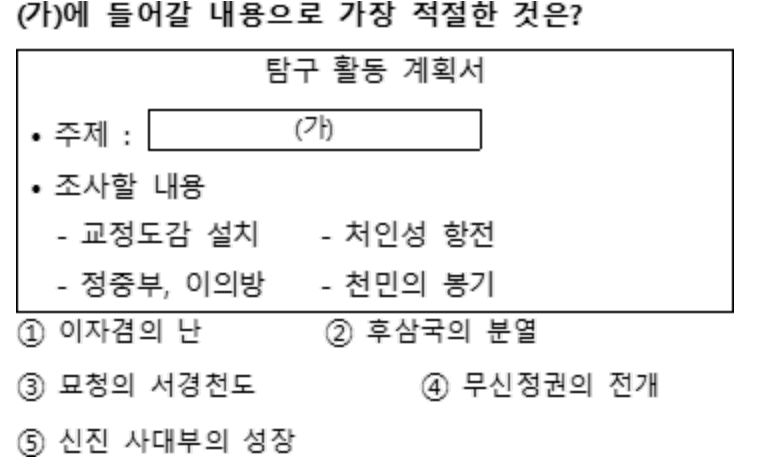 (가)에 들어갈 내용으로 가장 적절한 것은?
탐구 활동 계획서
• 주제 : (가)
• 조사할 내용
- 교정도감 설치 - 처인성 항전
- 정중부, 이의방 - 천민의 봉기
① 이자겸의 난 ② 후삼국의 분열
③ 묘청의 서경천도 ④ 무신정권의 전개
⑤ 신진 사대부의 성장